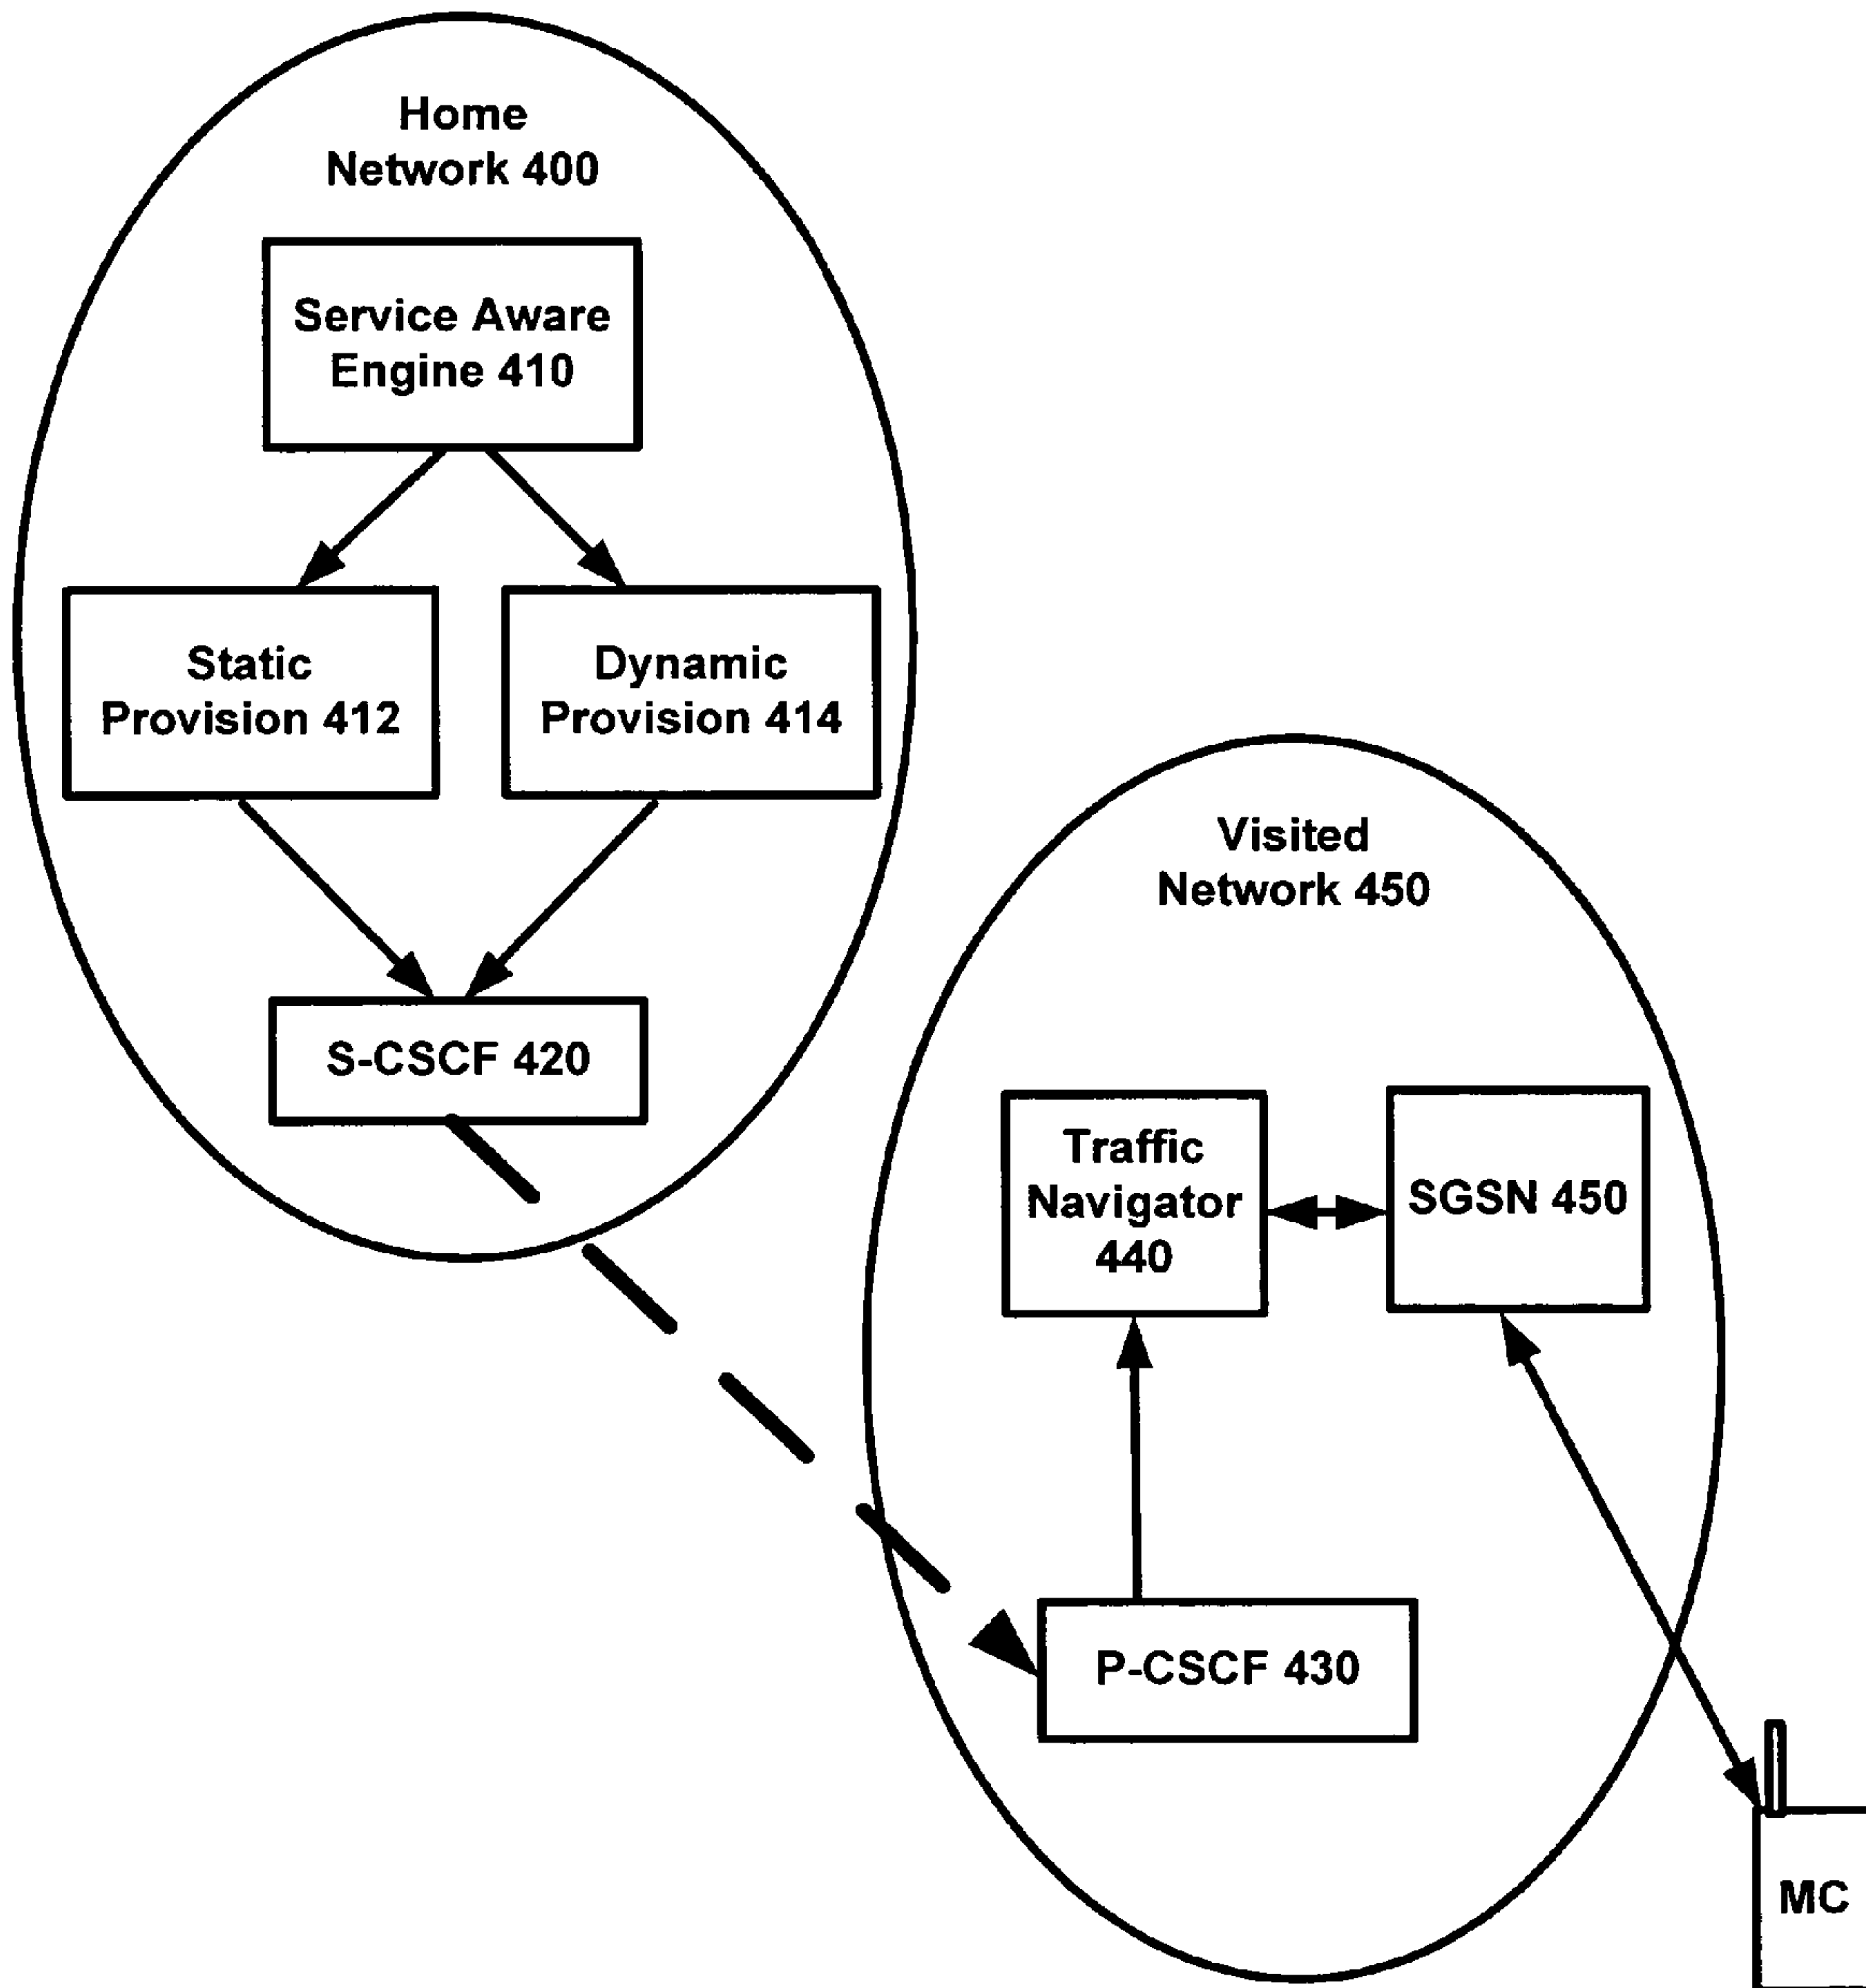 Home
Network 400
Service Aware
Engine 410
Static
Provision 412
Dynamic
Provision 414
S-CSCF 420
Visited
Network 450
Traffic
Navigator
440
SGSN 450
P-CSCF 430
MC